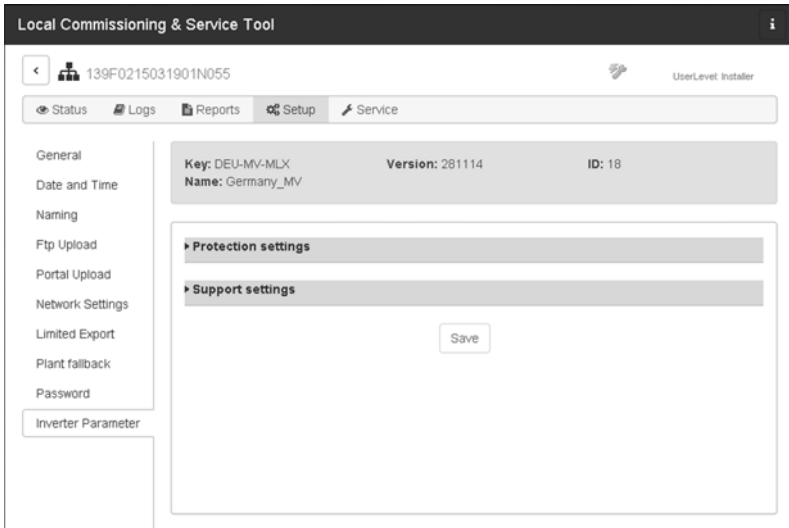 Local Commissioning & Service Tool
i
139F0215031901N055
UserLevel: Installer
Status Logs Reports Setup Service
General
Date and Time
Naming
Ftp Upload
Portal Upload
Network Settings
Limited Export
Plant fallback
Password
Inverter Parameter
Key: DEU-MV-MLX Version: 281114 ID: 18
Name: Germany_MV
Protection settings
Support settings
Save